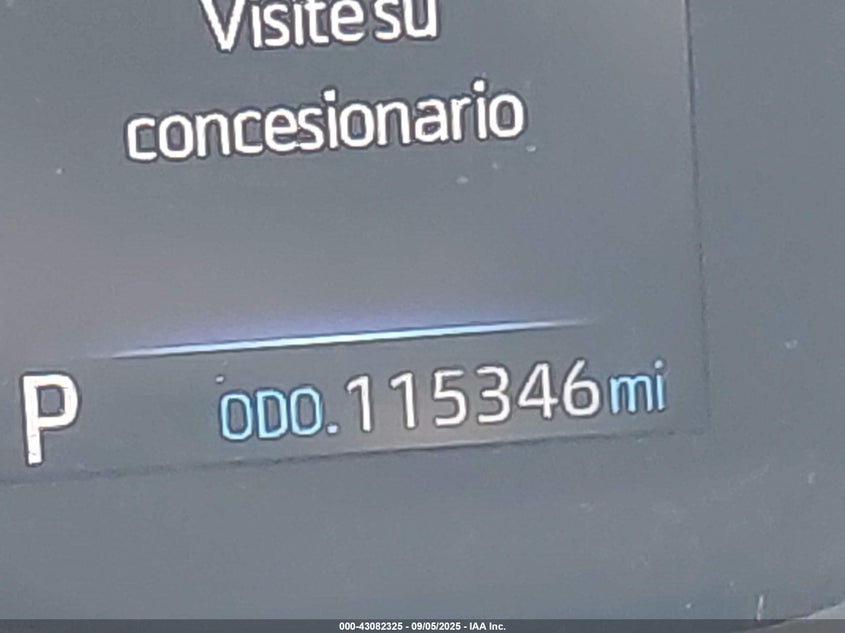 Visite su
concesionario
P ODO.115346mi
000-43082325 - 09/05/2025 - IAA Inc.